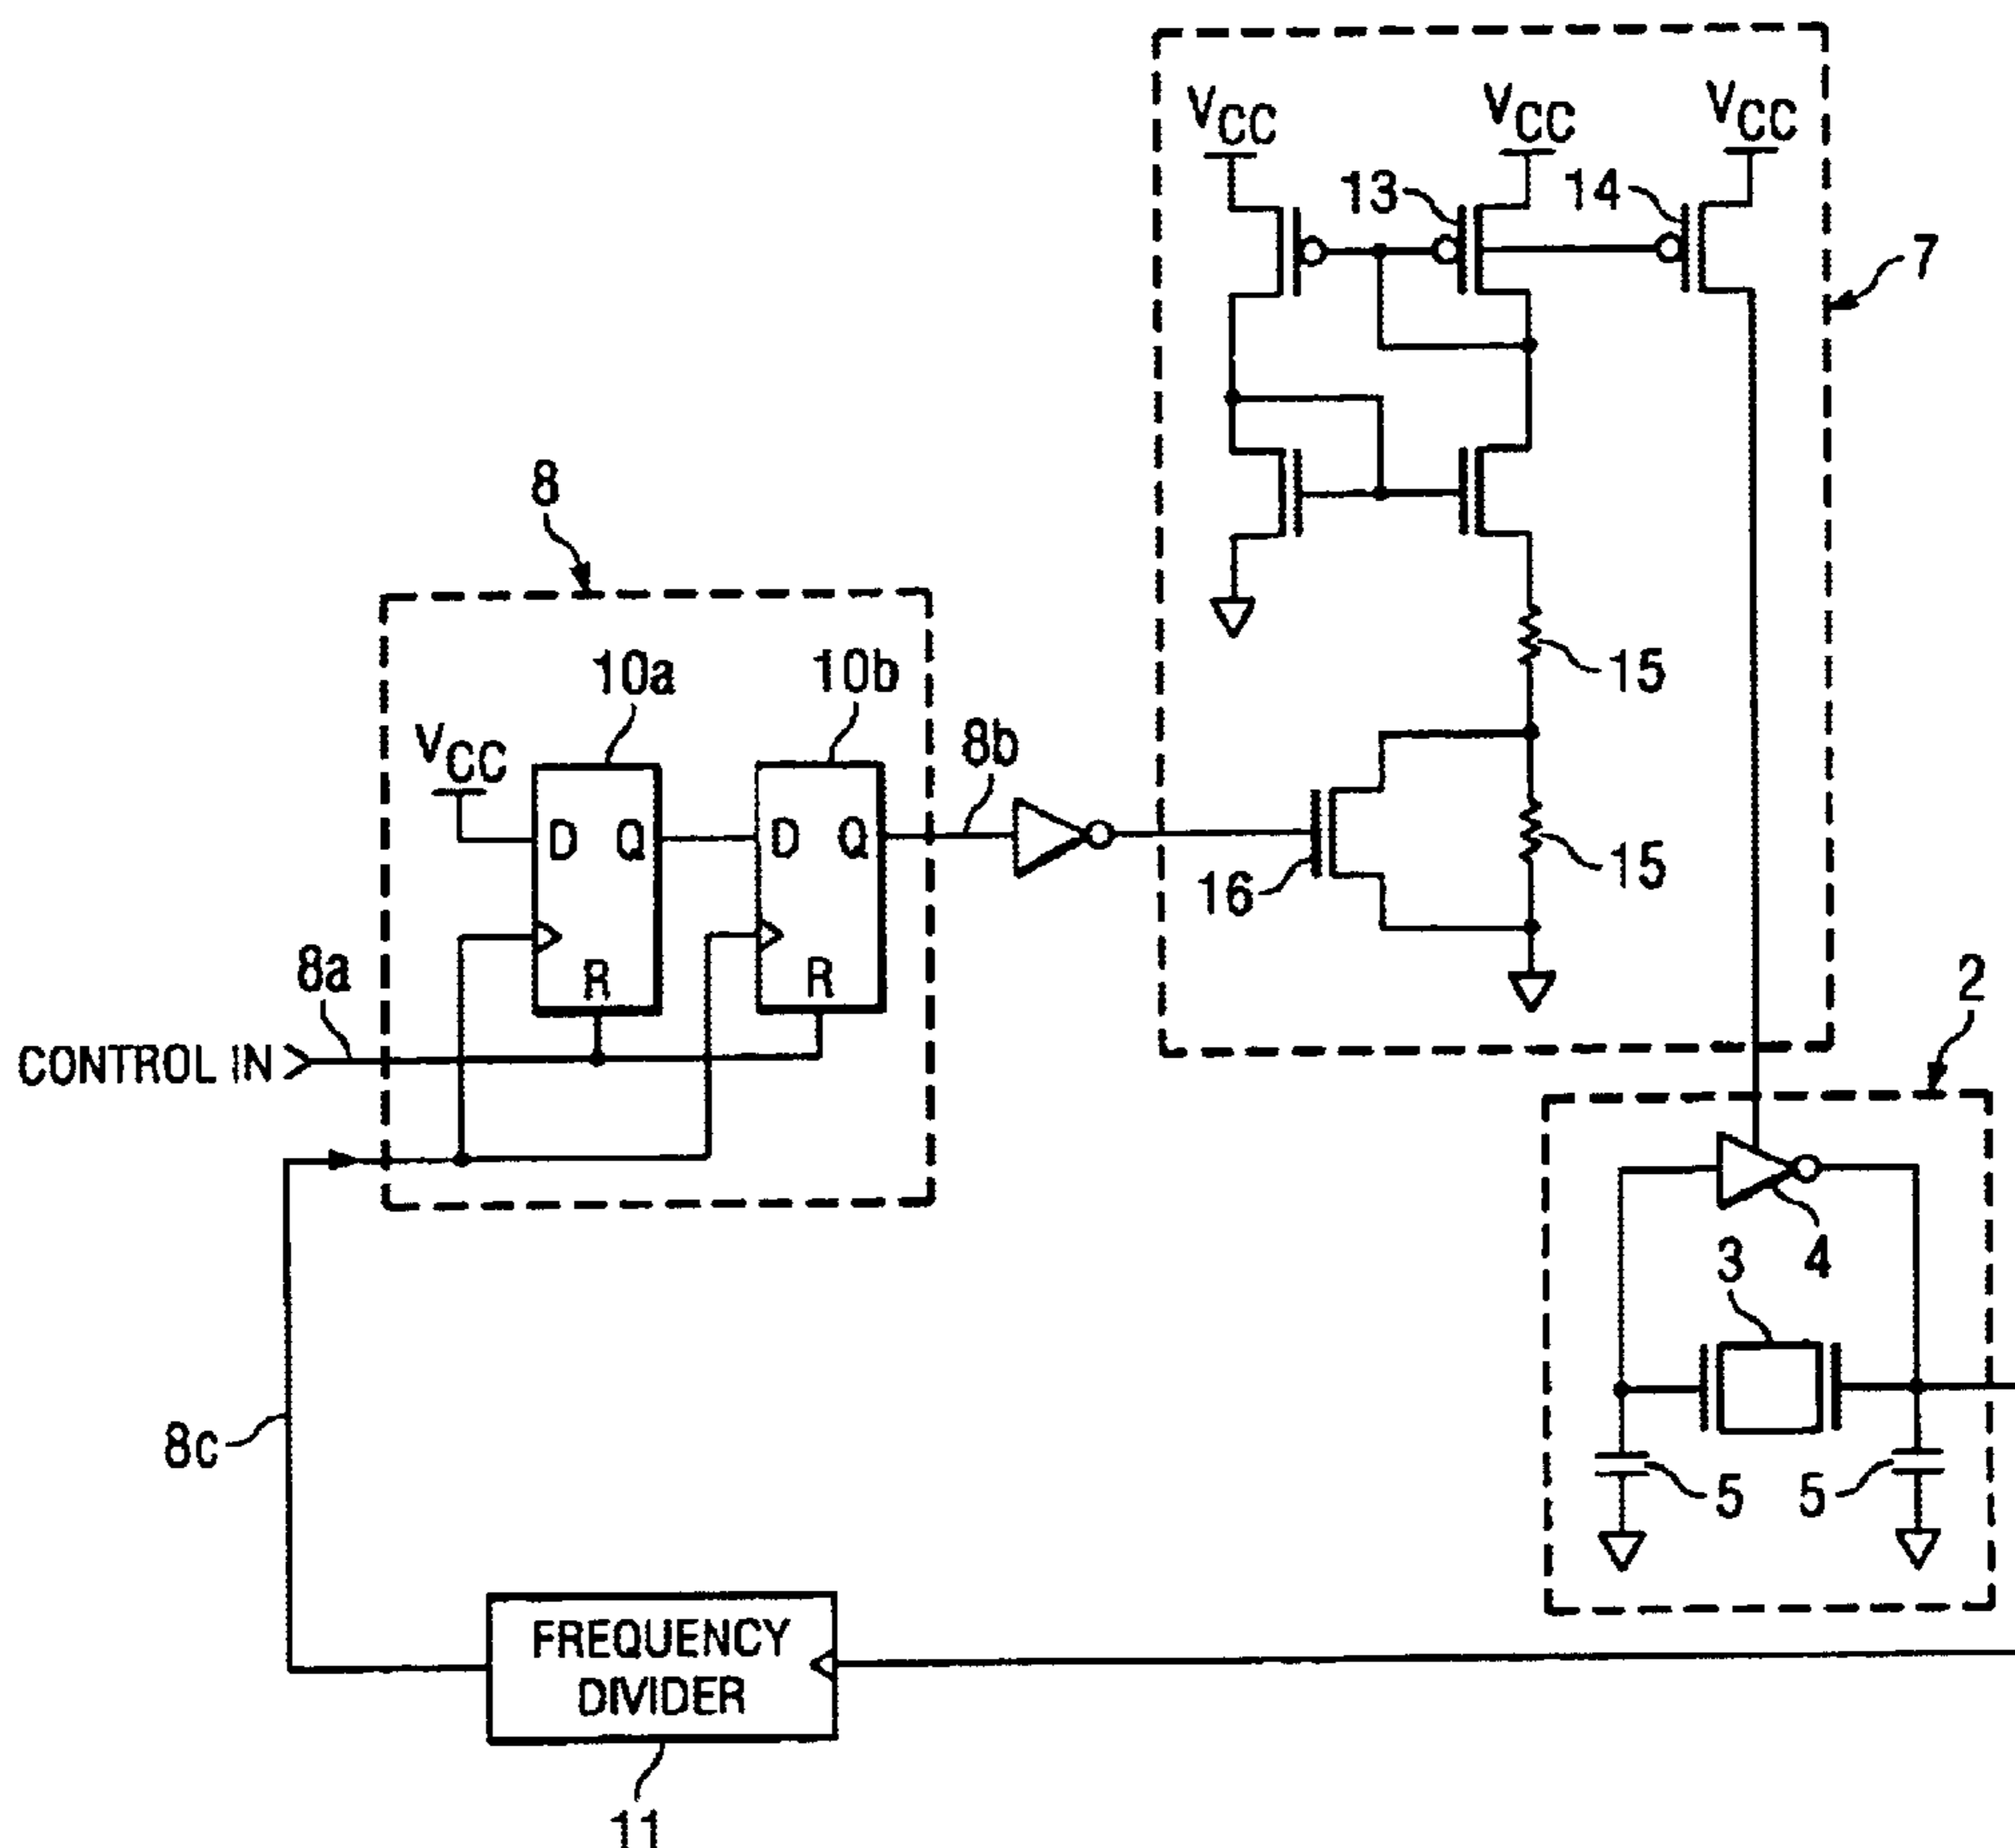 VCC
VCC
VCC
13
14
7
8
10a
10b
15
VCC
8b
D Q
D Q
15
16
8a
R
R
2
CONTROL IN
3
4
8c
5
5
FREQUENCY
DIVIDER
11